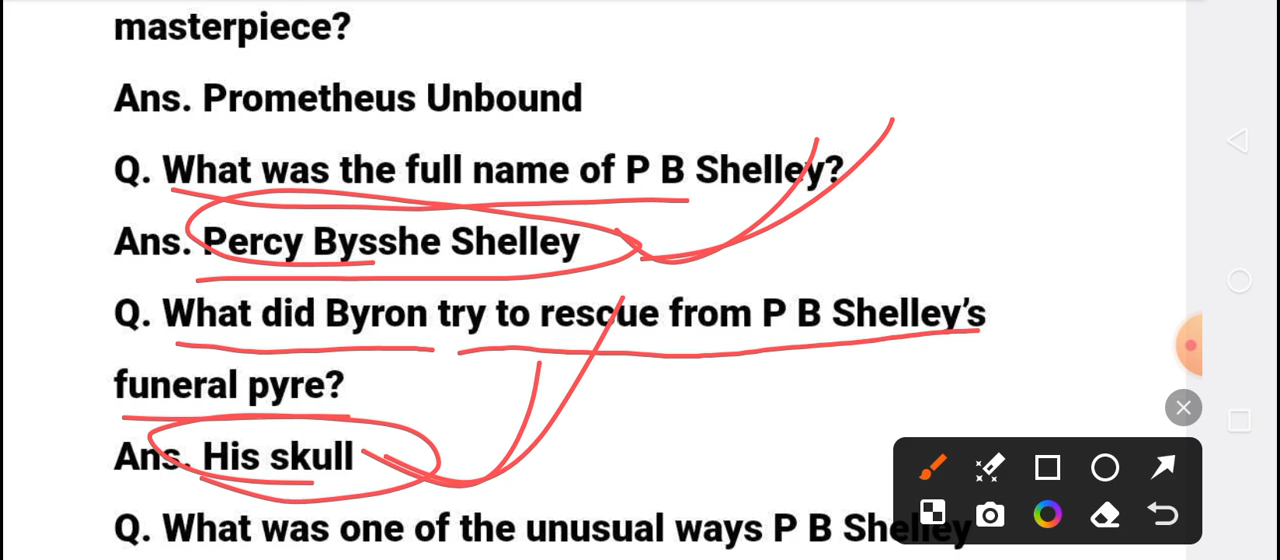 masterpiece?
Ans. Prometheus Unbound
Q. What was the full name of P B Shelley?
Ans. Percy Bysshe Shelley
Q. What did Byron try to rescue from P B Shelley’s
funeral pyre?
Ans. His skull
Q. What was one of the unusual ways P B Shelley